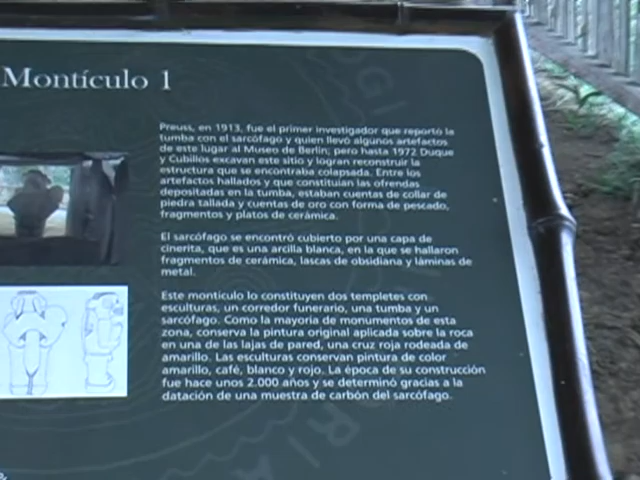 Montículo 1
Preuss, en 1913, fue el primer investigador que reportó la
tumba con el sarcófago y quien llevó algunos artefactos
de este lugar al Museo de Berlin; pero hasta 1972 Duque
y Cubillos excavan este sitio y logran reconstruir la
estructura que se encontraba colapsada. Entre los
artefactos hallados y que constituían las ofrendas
depositadas en la tumba, estaban cuentas de collar de
piedra tallada y cuentas de oro con forma de pescado,
fragmentos y platos de cerámica.
El sarcófago se encontró cubierto por una capa de
cinerita, que es una arcilla blanca, en la que se hallaron
fragmentos de cerámica, lascas de obsidiana y láminas de
metal.
Este montículo lo constituyen dos templetes con
esculturas, un corredor funerario, una tumba y un
sarcófago. Como la mayoria de monumentos de esta
zona, conserva la pintura original aplicada sobre la roca
en una de las lajas de pared, una cruz roja rodeada de
amarillo. Las esculturas conservan pintura de color
amarillo, café, blanco y rojo. La época de su construcción
fue hace unos 2.000 años y se determinó gracias a la
datación de una muestra de carbón del sarcófago.